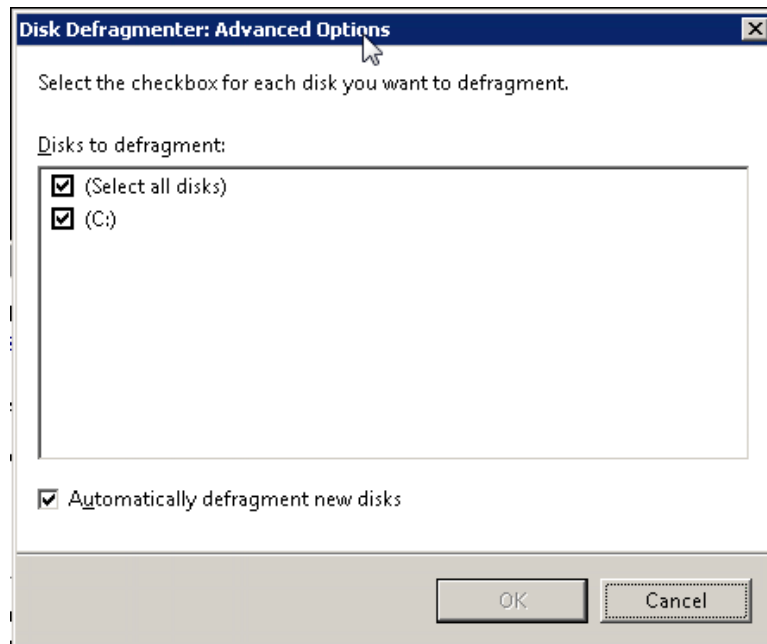 Disk Defragmenter: Advanced Options
Select the checkbox for each disk you want to defragment.
Disks to defragment:
(Select all disks)
(C:)
Automatically defragment new disks
OK
Cancel